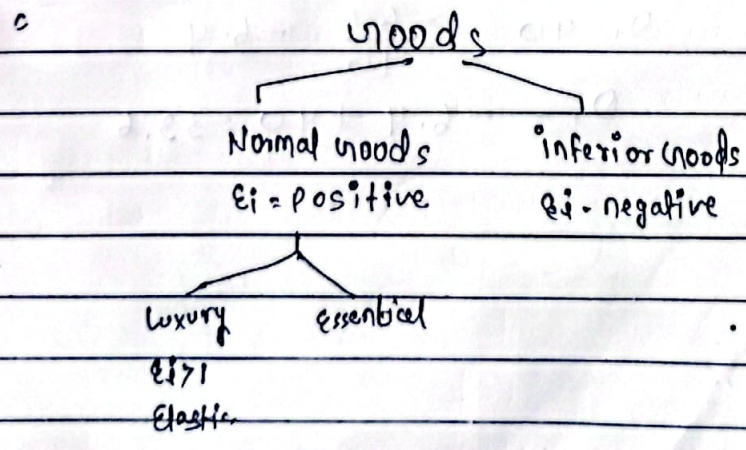 c
Goods
Normal Goods inferior Goods
Ei = Positive Ei - negative
Luxury Essential
Ei>1
Elastic